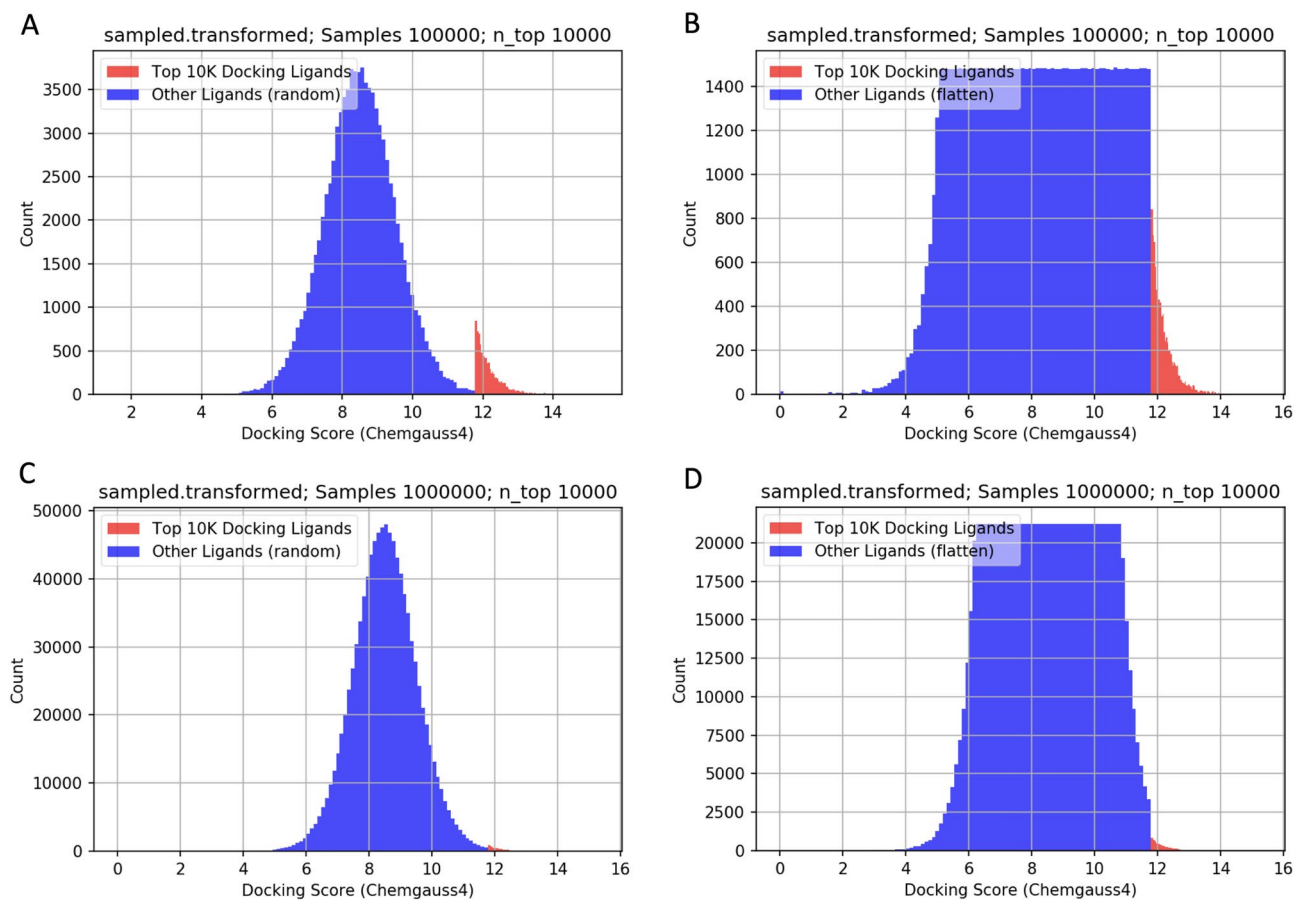 A
sampled.transformed; Samples 100000; n_top 10000
Top 10K Docking Ligands
Other Ligands (random)
3500
3000
2500
2000
1500
1000
500
0
Count
2
4
6
8
10
12
14
Docking Score (Chemgauss4)
B
sampled.transformed; Samples 100000; n_top 10000
Top 10K Docking Ligands
Other Ligands (flatten)
1400
1200
1000
800
600
400
200
0
Count
0
2
4
6
8
10
12
14
16
Docking Score (Chemgauss4)
C
sampled.transformed; Samples 1000000; n_top 10000
Top 10K Docking Ligands
Other Ligands (random)
50000
40000
30000
20000
10000
0
Count
0
2
4
6
8
10
12
14
16
Docking Score (Chemgauss4)
D
sampled.transformed; Samples 1000000; n_top 10000
Top 10K Docking Ligands
Other Ligands (flatten)
20000
17500
15000
12500
10000
7500
5000
2500
0
Count
0
2
4
6
8
10
12
14
16
Docking Score (Chemgauss4)